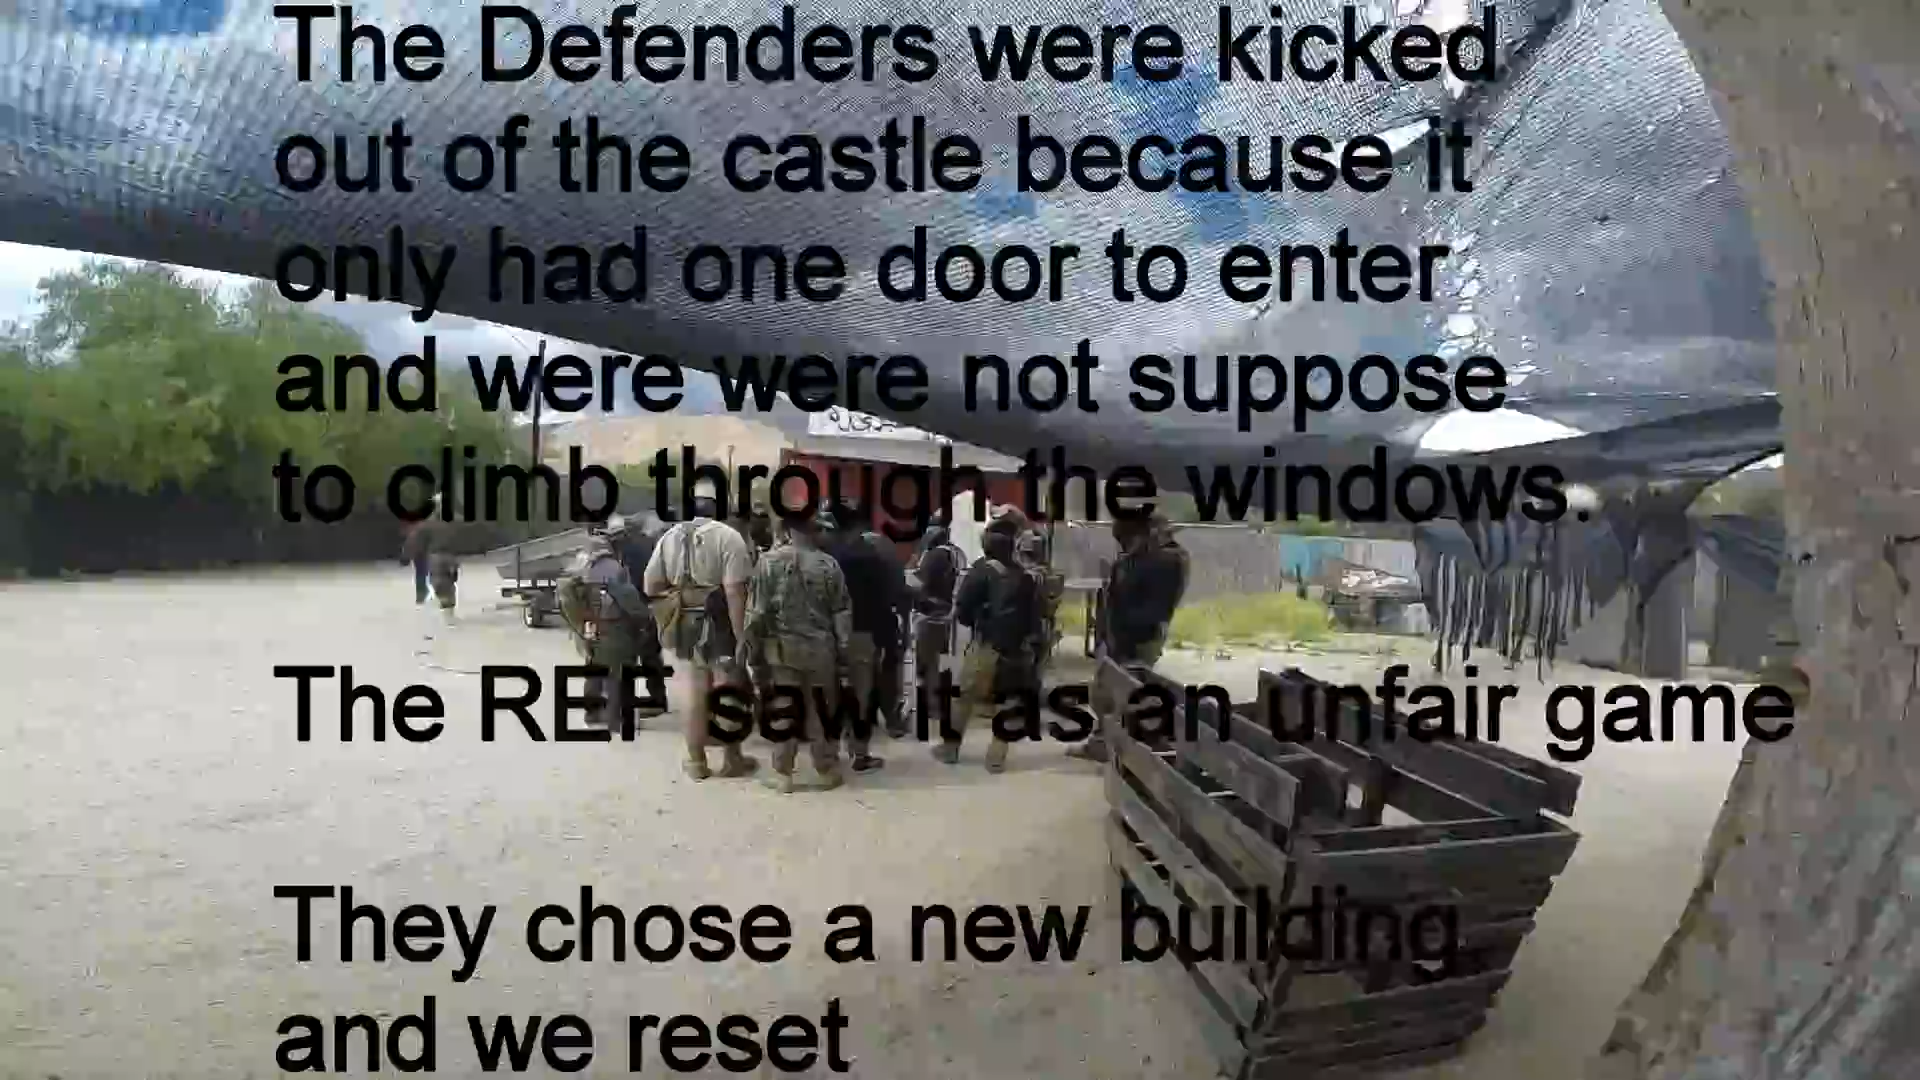 The Defenders were kicked
out of the castle because it
only had one door to enter
and were were not suppose
to climb through the windows.
The REF saw it as an unfair game
They chose a new building
and we reset